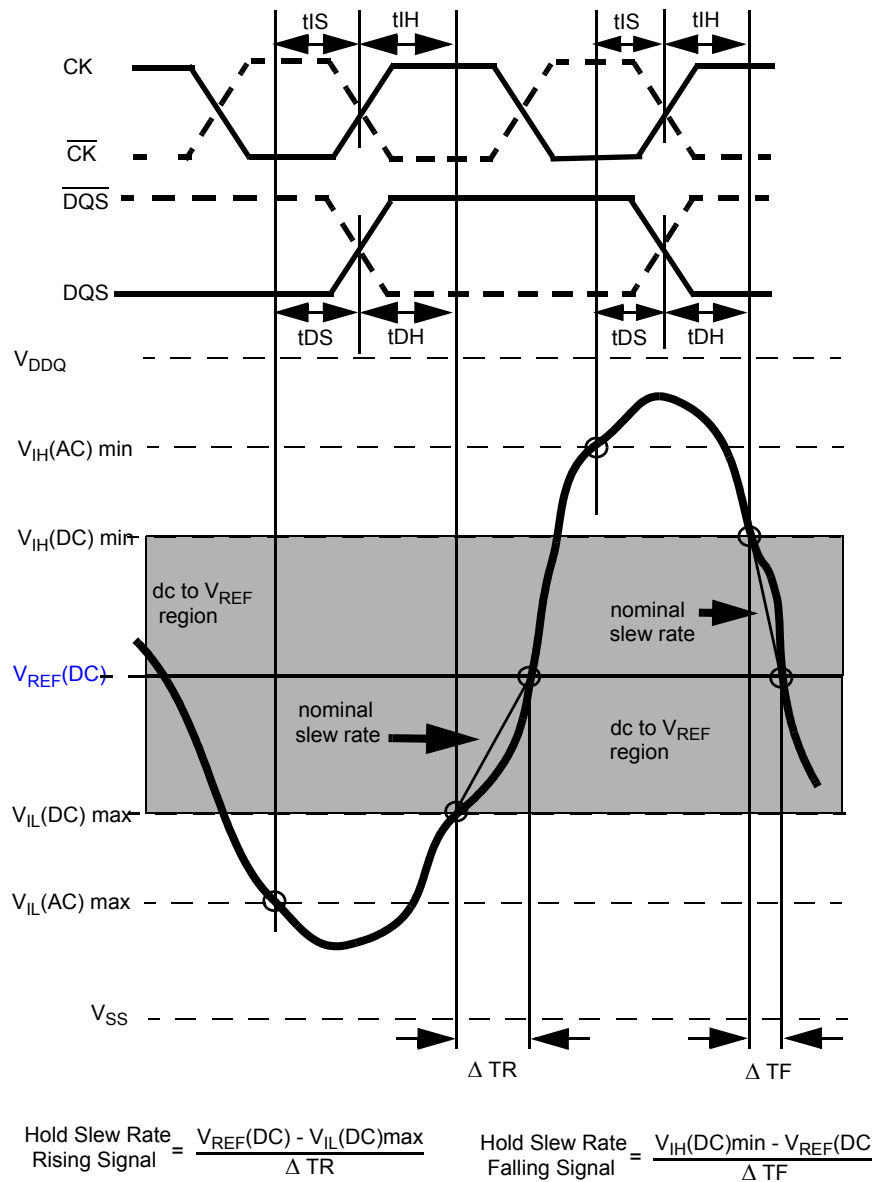 tIS tIH tIS tIH
CK
CK
DQS
DQS
tDS tDH tDS tDH
VDDQ
VIH(AC) min
VIH(DC) min
dc to VREF
region
nominal
slew rate
VREF(DC)
nominal
slew rate
dc to VREF
region
VIL(DC) max
VIL(AC) max
VSS
Δ TR Δ TF
Hold Slew Rate
Rising Signal = VREF(DC) - VIL(DC)max
Δ TR
Hold Slew Rate
Falling Signal = VIH(DC)min - VREF(DC
Δ TF